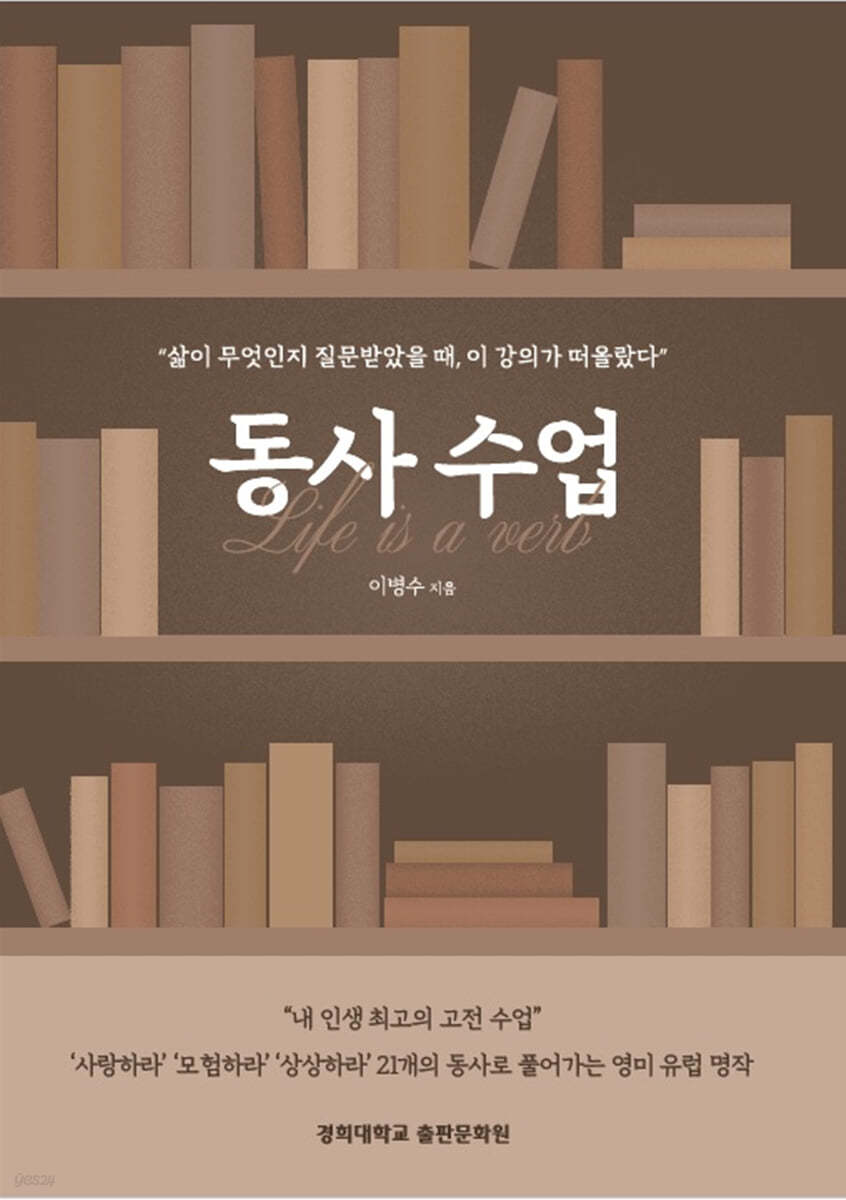 “삶이 무엇인지 질문받았을 때, 이 강의가 떠올랐다”
동사 수업
Life is a verb
이병수 지음
“내 인생 최고의 고전 수업”
‘사랑하라’ ‘모험하라’ ‘상상하라’ 21개의 동사로 풀어가는 영미 유럽 명작
경희대학교 출판문화원
yes24